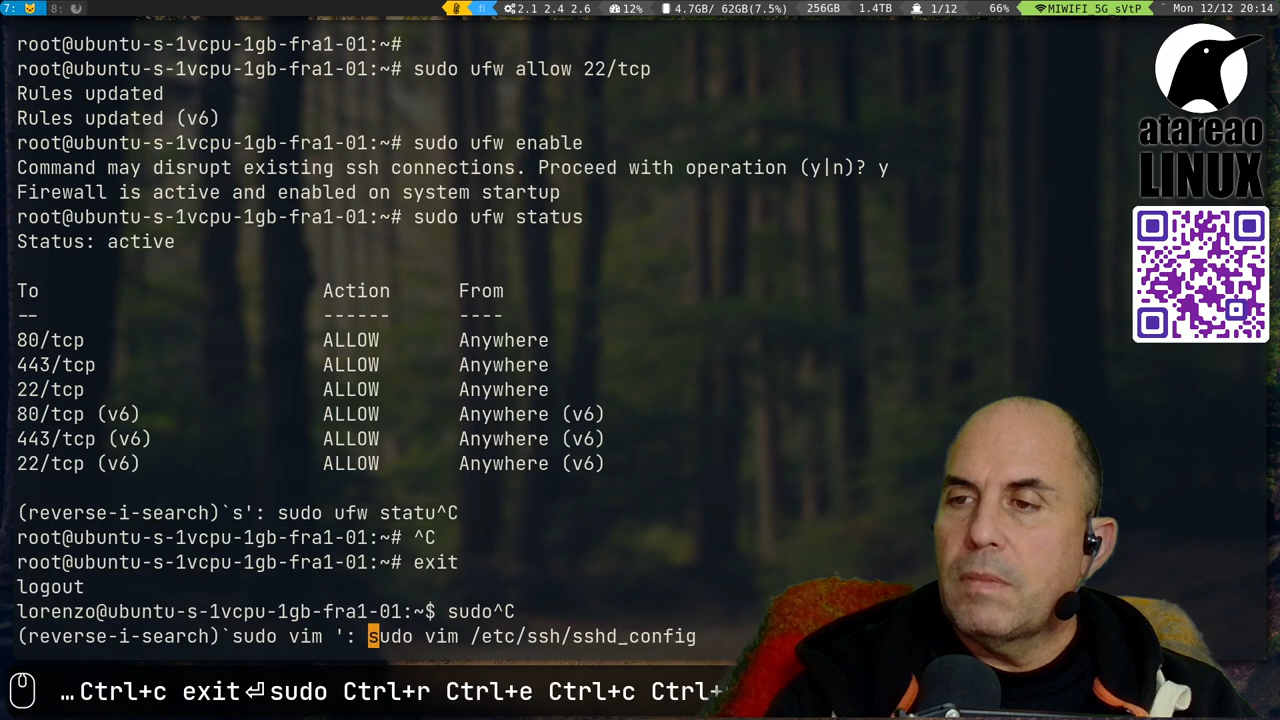 7: 8: 2.1 2.4 2.6 12% 4.7GB/ 62GB(7.5%) 256GB 1.4TB 1/12 66% MIWIFI 5G sVtP Mon 12/12 20:14
root@ubuntu-s-1vcpu-1gb-fra1-01:~#
root@ubuntu-s-1vcpu-1gb-fra1-01:~# sudo ufw allow 22/tcp
Rules updated
Rules updated (v6)
root@ubuntu-s-1vcpu-1gb-fra1-01:~# sudo ufw enable
Command may disrupt existing ssh connections. Proceed with operation (y|n)? y
Firewall is active and enabled on system startup
root@ubuntu-s-1vcpu-1gb-fra1-01:~# sudo ufw status
Status: active
To Action From
-- ------ ----
80/tcp ALLOW Anywhere
443/tcp ALLOW Anywhere
22/tcp ALLOW Anywhere
80/tcp (v6) ALLOW Anywhere (v6)
443/tcp (v6) ALLOW Anywhere (v6)
22/tcp (v6) ALLOW Anywhere (v6)
(reverse-i-search)`s': sudo ufw statu^C
root@ubuntu-s-1vcpu-1gb-fra1-01:~# ^C
root@ubuntu-s-1vcpu-1gb-fra1-01:~# exit
logout
lorenzo@ubuntu-s-1vcpu-1gb-fra1-01:~$ sudo^C
(reverse-i-search)`sudo vim ': sudo vim /etc/ssh/sshd_config
…Ctrl+c exit⏎sudo Ctrl+r Ctrl+e Ctrl+c Ctrl+
atareao
LINUX